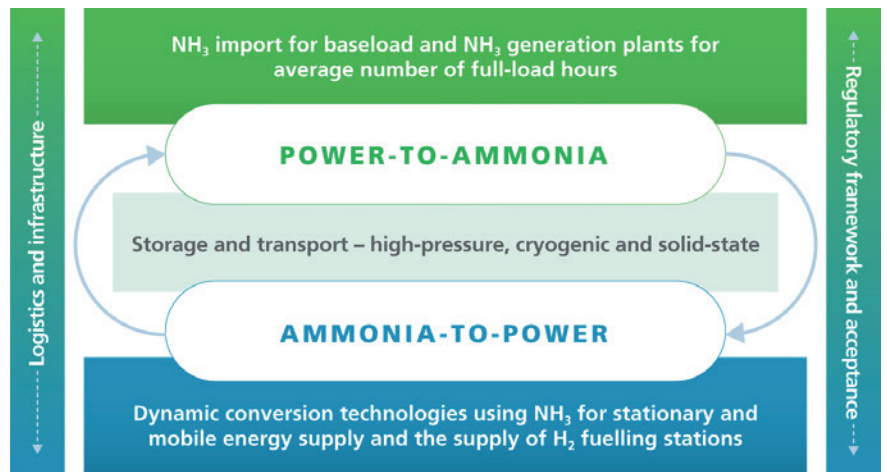 NH₃ import for baseload and NH₃ generation plants for
average number of full-load hours
POWER-TO-AMMONIA
Storage and transport – high-pressure, cryogenic and solid-state
AMMONIA-TO-POWER
Dynamic conversion technologies using NH₃ for stationary and
mobile energy supply and the supply of H₂ fuelling stations
Logistics and infrastructure
Regulatory framework and acceptance